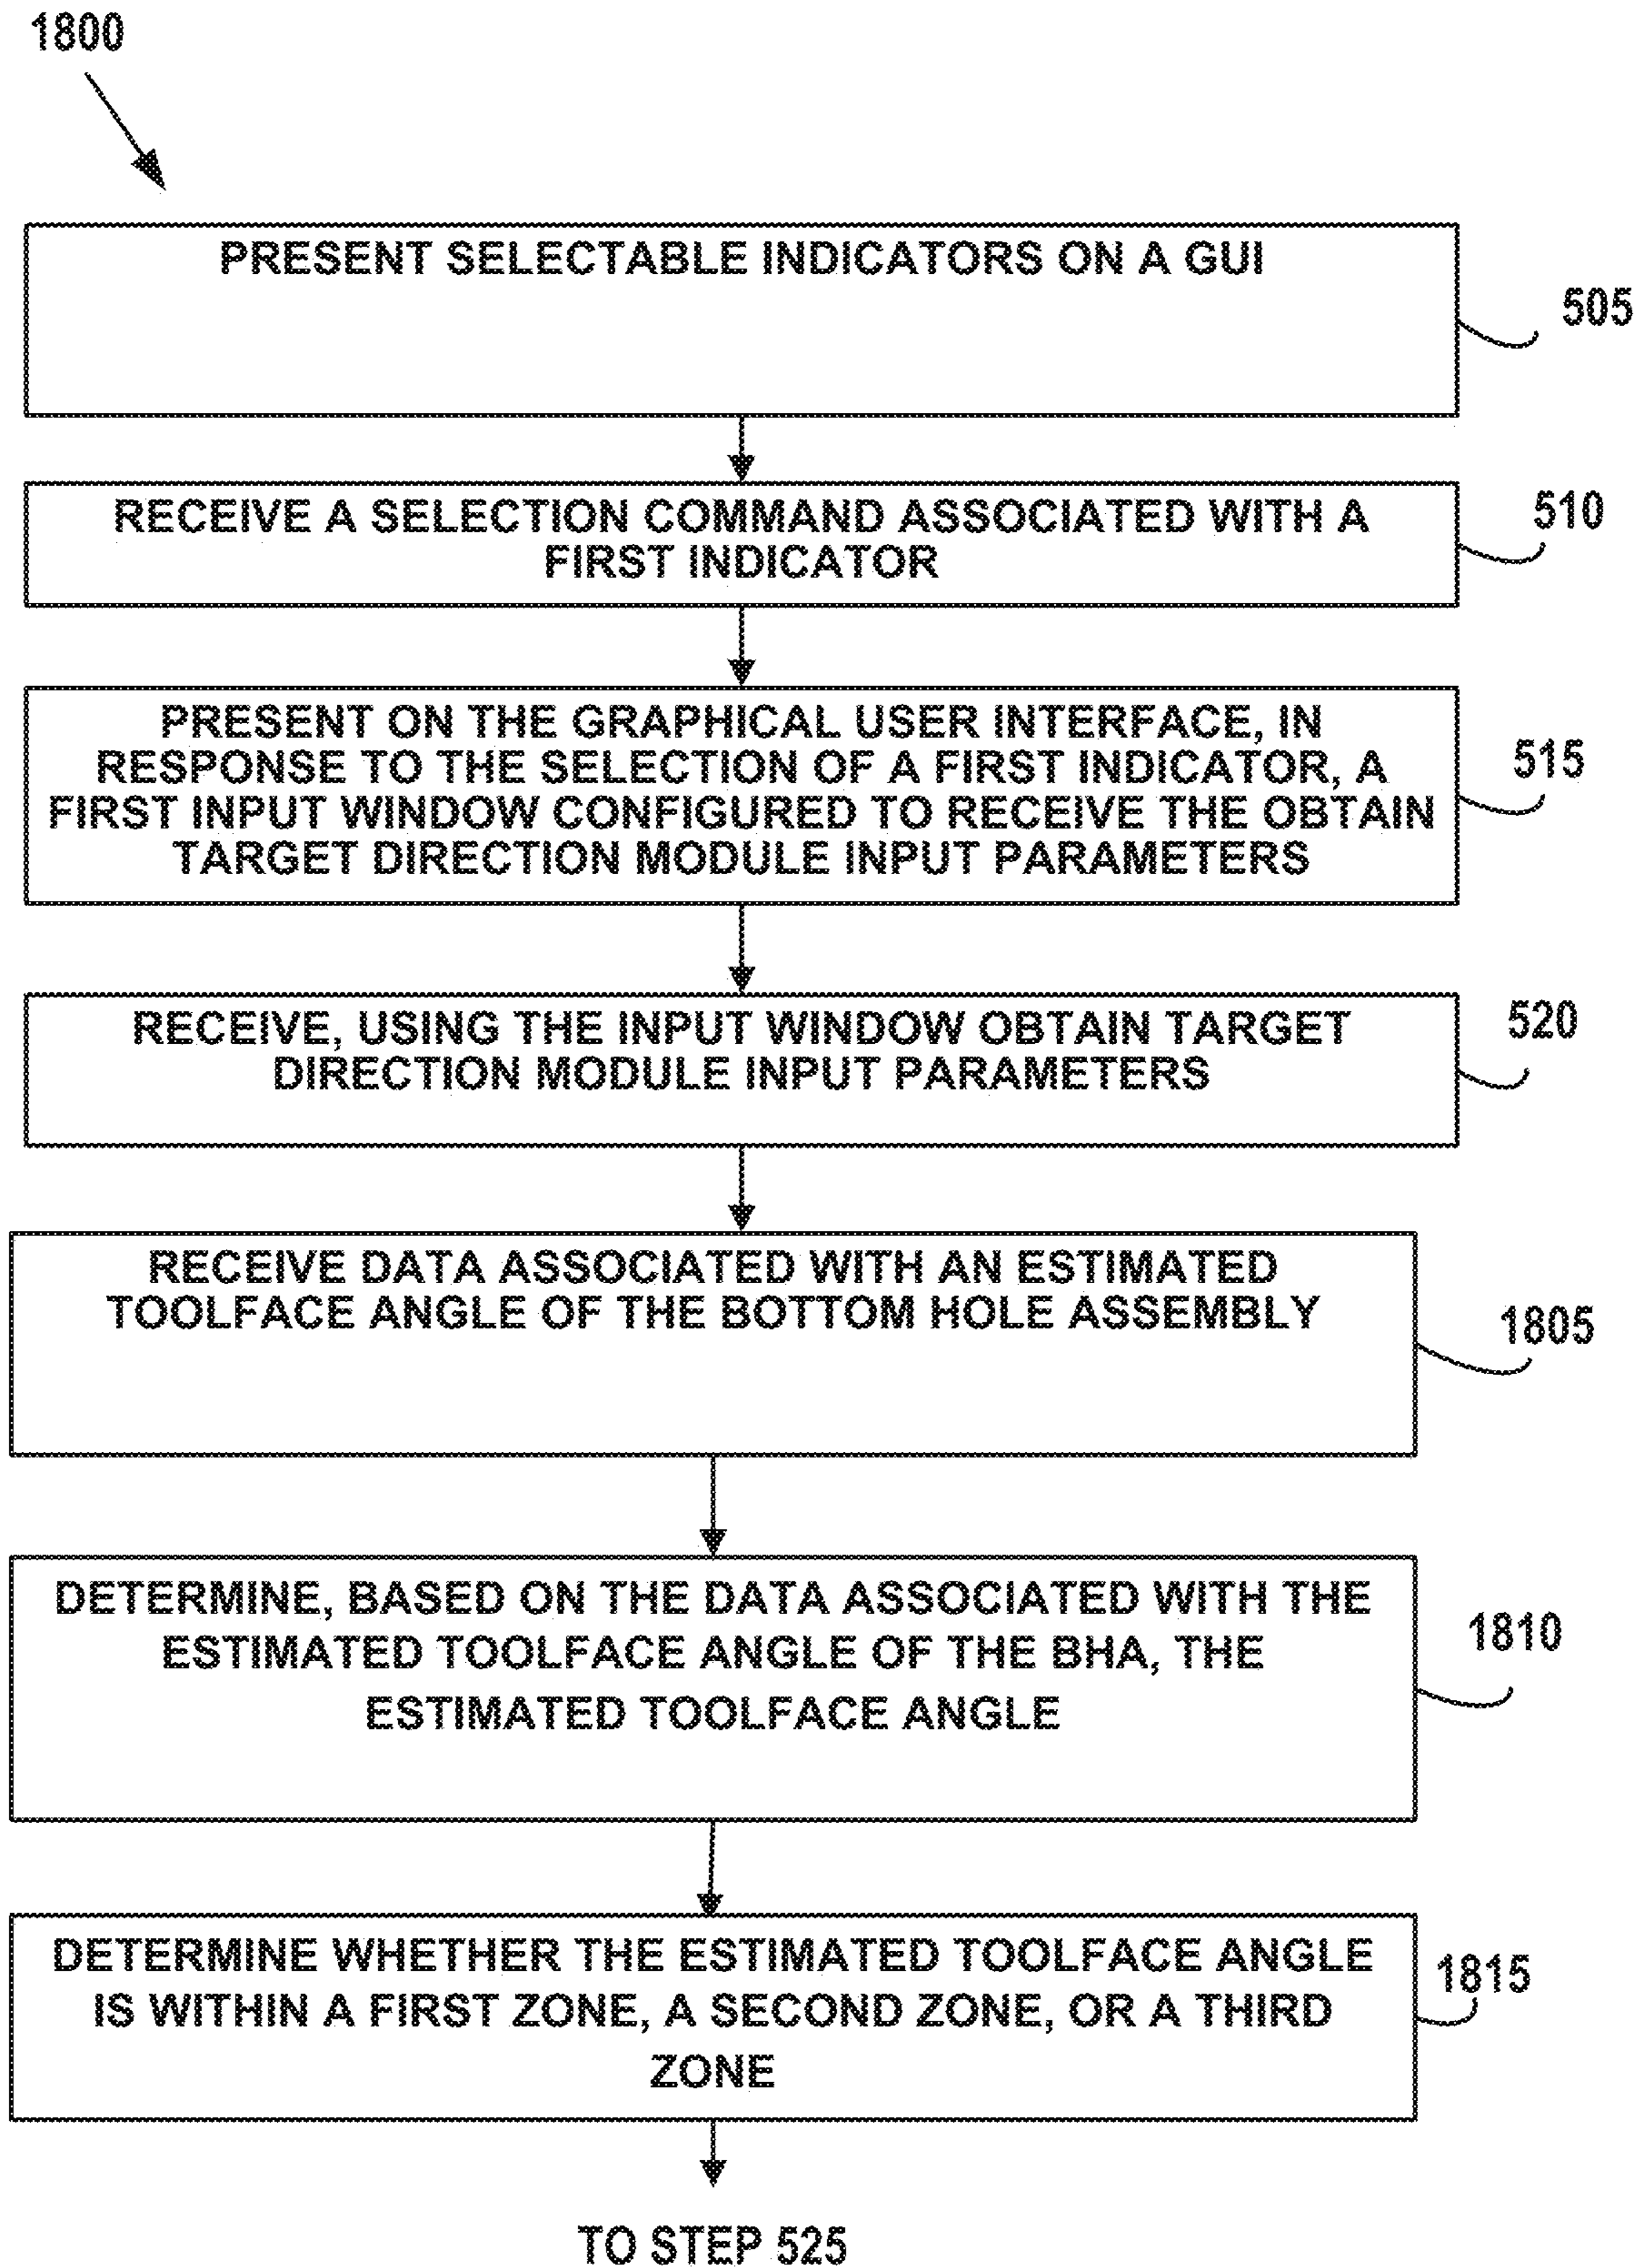 1800
PRESENT SELECTABLE INDICATORS ON A GUI
505
RECEIVE A SELECTION COMMAND ASSOCIATED WITH A
FIRST INDICATOR
510
PRESENT ON THE GRAPHICAL USER INTERFACE, IN
RESPONSE TO THE SELECTION OF A FIRST INDICATOR, A
FIRST INPUT WINDOW CONFIGURED TO RECEIVE THE OBTAIN
TARGET DIRECTION MODULE INPUT PARAMETERS
515
RECEIVE, USING THE INPUT WINDOW OBTAIN TARGET
DIRECTION MODULE INPUT PARAMETERS
520
RECEIVE DATA ASSOCIATED WITH AN ESTIMATED
TOOLFACE ANGLE OF THE BOTTOM HOLE ASSEMBLY
1805
DETERMINE, BASED ON THE DATA ASSOCIATED WITH THE
ESTIMATED TOOLFACE ANGLE OF THE BHA, THE
ESTIMATED TOOLFACE ANGLE
1810
DETERMINE WHETHER THE ESTIMATED TOOLFACE ANGLE
IS WITHIN A FIRST ZONE, A SECOND ZONE, OR A THIRD
ZONE
1815
TO STEP 525